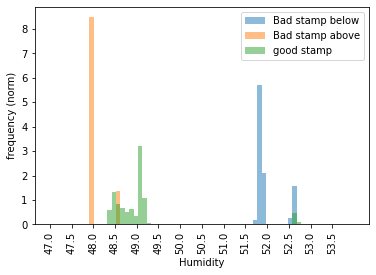 Bad stamp below
Bad stamp above
good stamp
frequency (norm)
8
7
6
5
4
3
2
1
0
47.0 47.5 48.0 48.5 49.0 49.5 50.0 50.5 51.0 51.5 52.0 52.5 53.0 53.5
Humidity